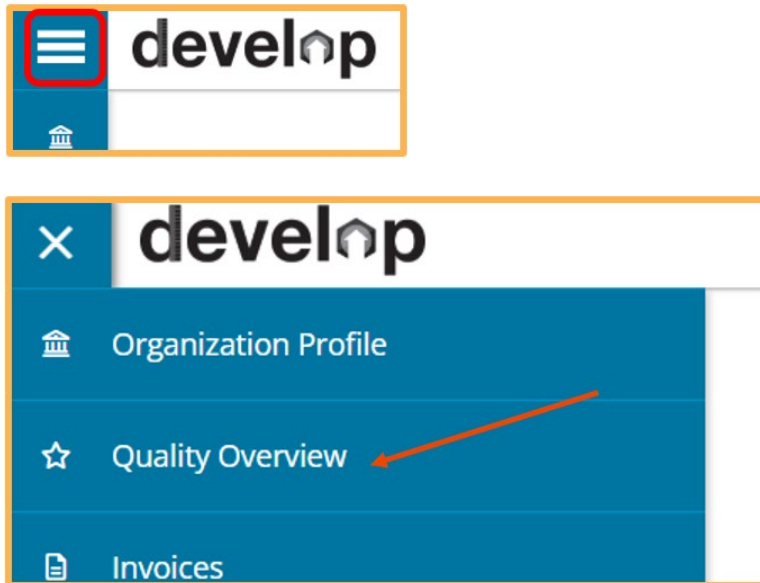 develop
develop
Organization Profile
Quality Overview
Invoices